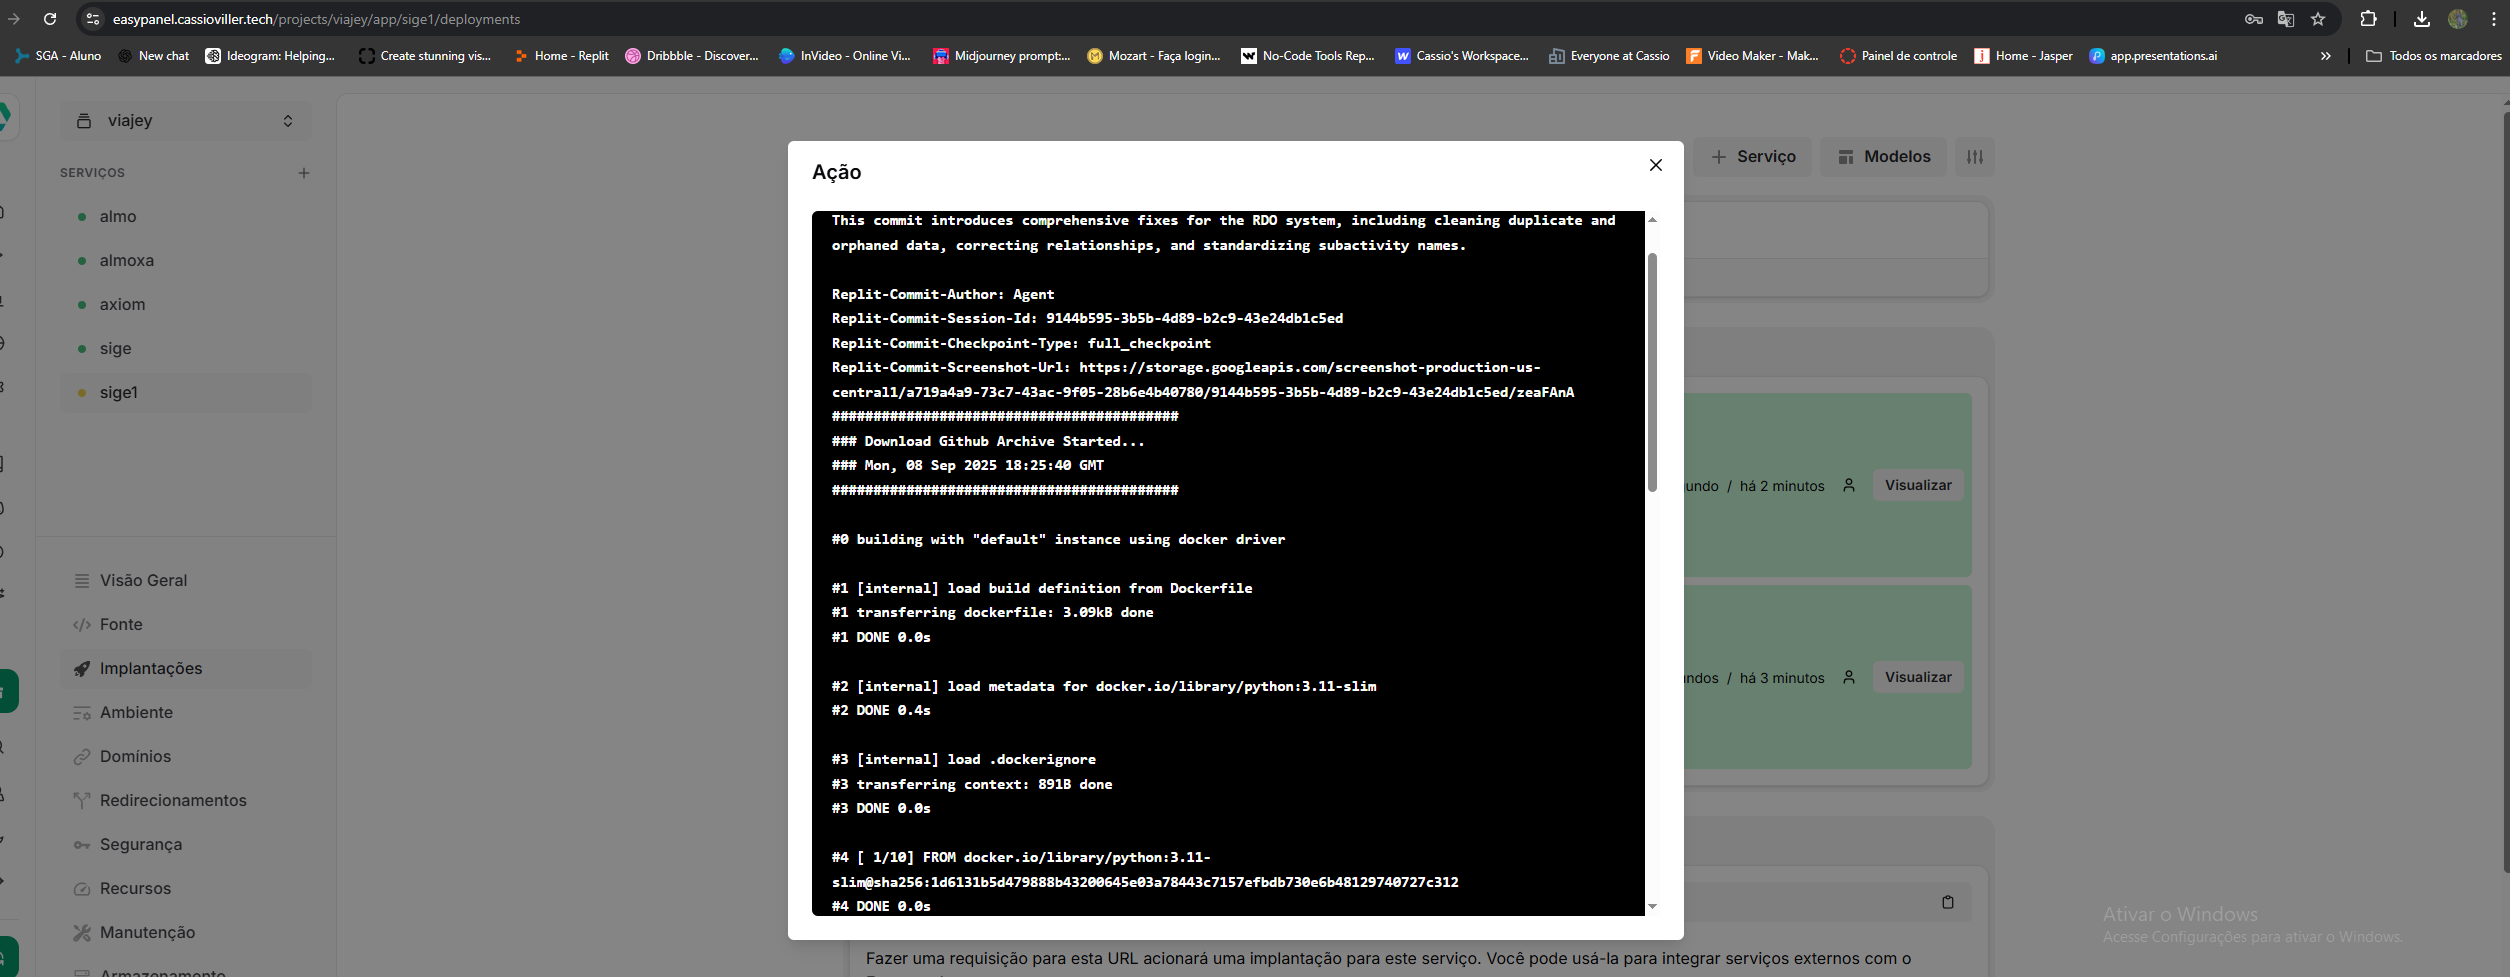 easypanel.cassioviller.tech/projects/viajey/app/sige1/deployments
SGA - Aluno
New chat
Ideogram: Helping...
Create stunning vis...
Home - Replit
Dribbble - Discover...
InVideo - Online Vi...
Midjourney prompt:...
Mozart - Faça login...
No-Code Tools Rep...
Cassio's Workspace...
Everyone at Cassio
Video Maker - Mak...
Painel de controle
Home - Jasper
app.presentations.ai
Todos os marcadores
viajey
SERVIÇOS
almo
almoxa
axiom
sige
sige1
Visão Geral
Fonte
Implantações
Ambiente
Domínios
Redirecionamentos
Segurança
Recursos
Manutenção
Armazenamento
Serviço
Modelos
Ação
This commit introduces comprehensive fixes for the RDO system, including cleaning duplicate and
orphaned data, correcting relationships, and standardizing subactivity names.
Replit-Commit-Author: Agent
Replit-Commit-Session-Id: 9144b595-3b5b-4d89-b2c9-43e24db1c5ed
Replit-Commit-Checkpoint-Type: full_checkpoint
Replit-Commit-Screenshot-Url: https://storage.googleapis.com/screenshot-production-us-
central1/a719a4a9-73c7-43ac-9f05-28b6e4b40780/9144b595-3b5b-4d89-b2c9-43e24db1c5ed/zeaFAnA
##########################################
### Download Github Archive Started...
### Mon, 08 Sep 2025 18:25:40 GMT
##########################################
#0 building with "default" instance using docker driver
#1 [internal] load build definition from Dockerfile
#1 transferring dockerfile: 3.09kB done
#1 DONE 0.0s
#2 [internal] load metadata for docker.io/library/python:3.11-slim
#2 DONE 0.4s
#3 [internal] load .dockerignore
#3 transferring context: 891B done
#3 DONE 0.0s
#4 [ 1/10] FROM docker.io/library/python:3.11-
slim@sha256:1d6131b5d479888b43200645e03a78443c7157efbdb730e6b48129740727c312
#4 DONE 0.0s
undo / há 2 minutos
Visualizar
ndos / há 3 minutos
Visualizar
Fazer uma requisição para esta URL acionará uma implantação para este serviço. Você pode usá-la para integrar serviços externos com o
Ativar o Windows
Acesse Configurações para ativar o Windows.